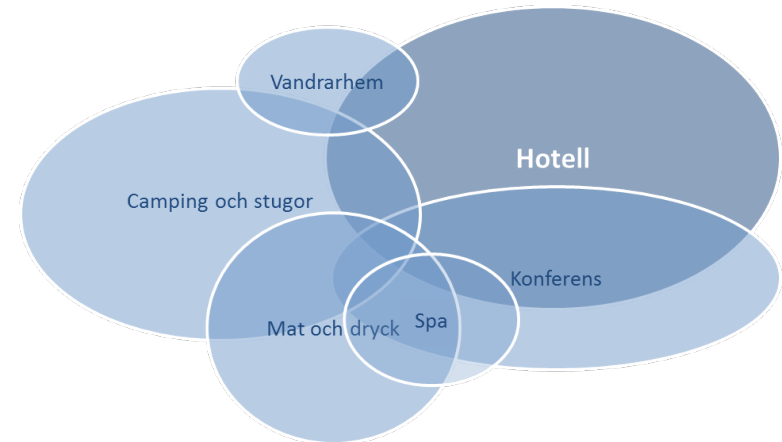 Vandrarhem
Hotell
Camping och stugor
Konferens
Mat och dryck
Spa